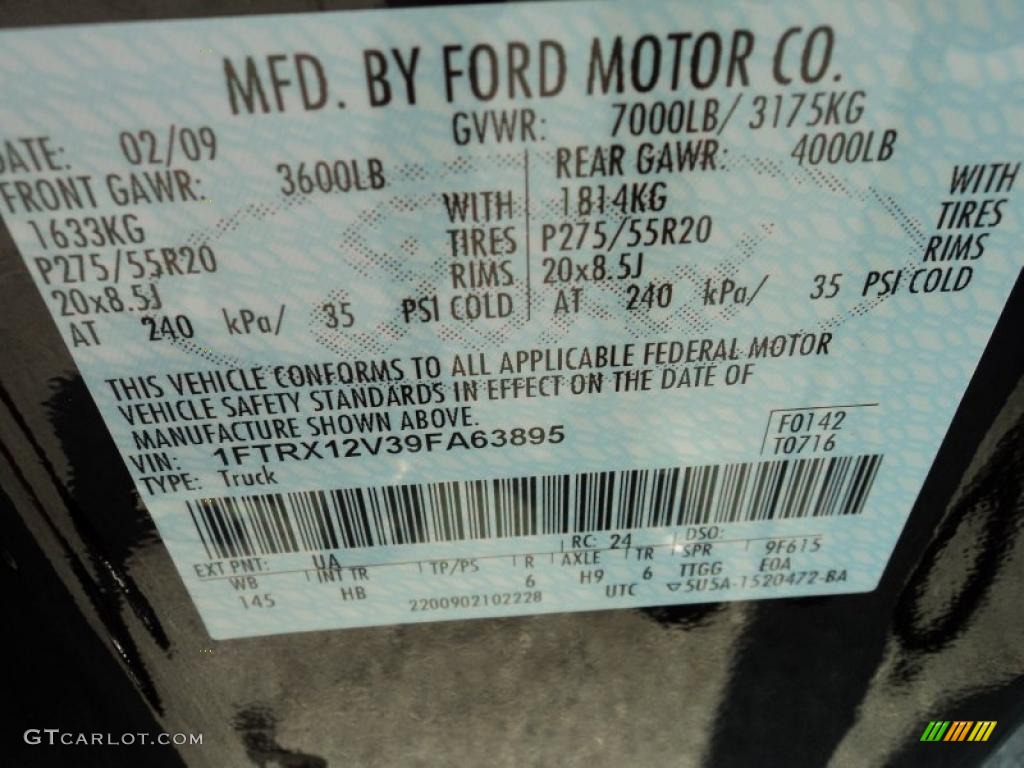 MFD. BY FORD MOTOR CO.
DATE: 02/09 GVWR: 7000LB/ 3175KG
FRONT GAWR: 3600LB REAR GAWR: 4000LB
1633KG WITH 1814KG WITH
P275/55R20 TIRES P275/55R20 TIRES
20x8.5J RIMS 20x8.5J RIMS
AT 240 kPa/ 35 PSI COLD AT 240 kPa/ 35 PSI COLD
THIS VEHICLE CONFORMS TO ALL APPLICABLE FEDERAL MOTOR
VEHICLE SAFETY STANDARDS IN EFFECT ON THE DATE OF
MANUFACTURE SHOWN ABOVE.
VIN: 1FTRX12V39FA63895 F0142
TYPE: Truck T0716
EXT PNT: UA RC: 24 DSO:
WB INT TR TP/PS R AXLE TR SPR 9F615
145 HB 6 H9 6 TTGG E0A
2200902102228 UTC 5U5A-1520472-BA
GTCARLOT.COM